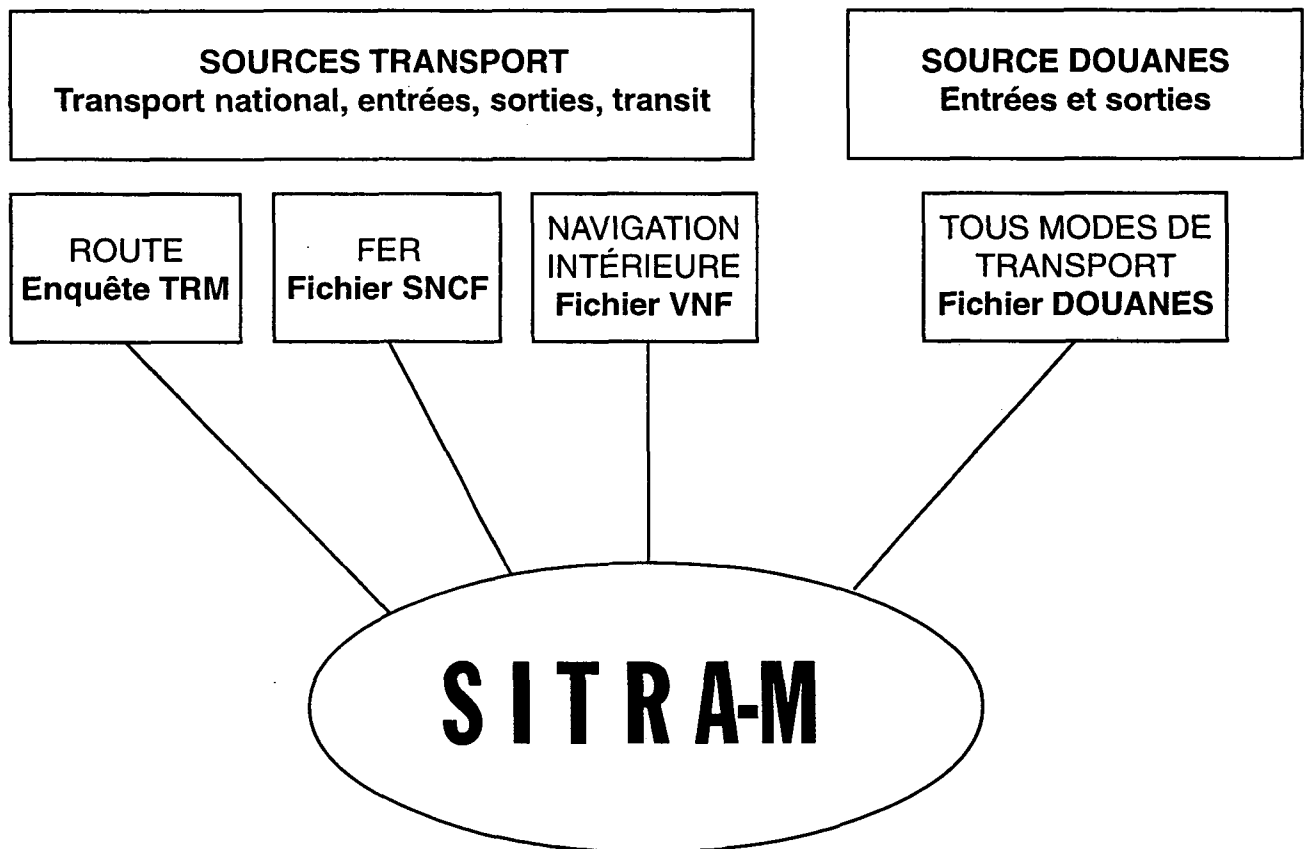 SOURCES TRANSPORT
Transport national, entrées, sorties, transit
SOURCE DOUANES
Entrées et sorties
ROUTE
Enquête TRM
FER
Fichier SNCF
NAVIGATION
INTÉRIEURE
Fichier VNF
TOUS MODES DE
TRANSPORT
Fichier DOUANES
SITRA-M